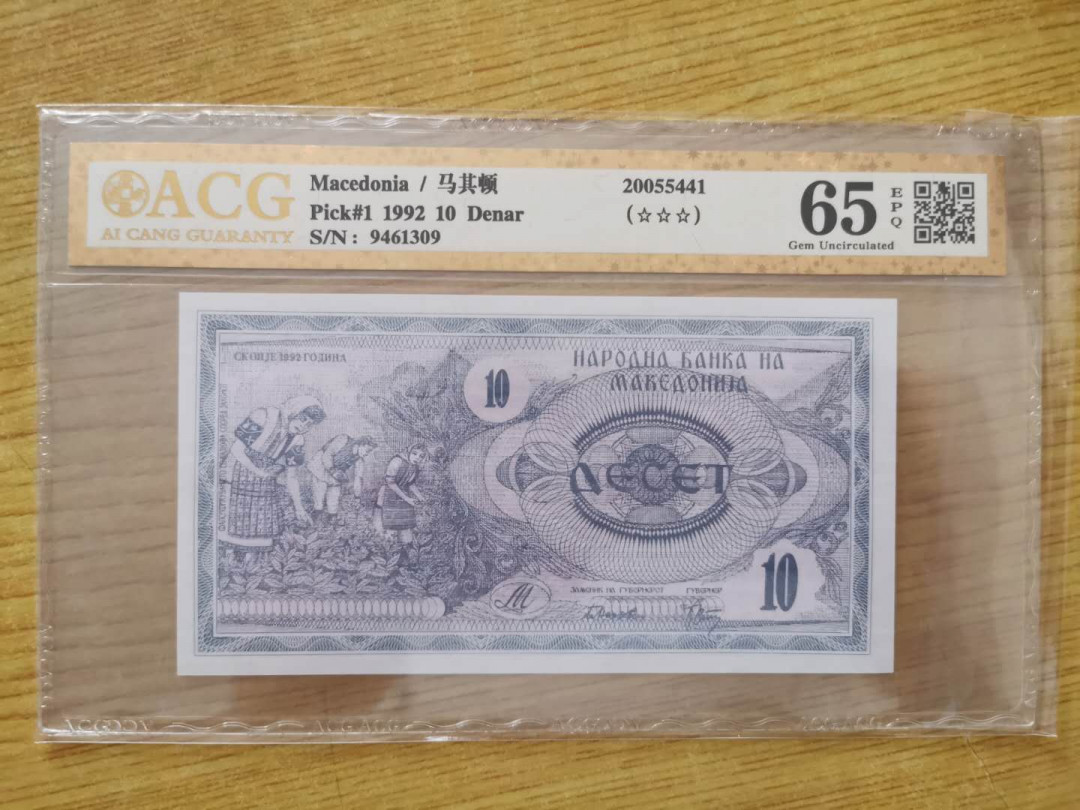 ACG
AI CANG GUARANTY
Macedonia / 马其顿
Pick#1 1992 10 Denar
S/N: 9461309
20055441
(☆☆☆)
65
EPQ
Gem Uncirculated
СКОПЈЕ 1992 ГОДИНА
10
НАРОДНА БАНКА НА
МАКЕДОНИЈА
ДЕСЕТ
М
ЗАМЕНИК НА ГУВЕРНЕРОТ ГУВЕРНЕР
10